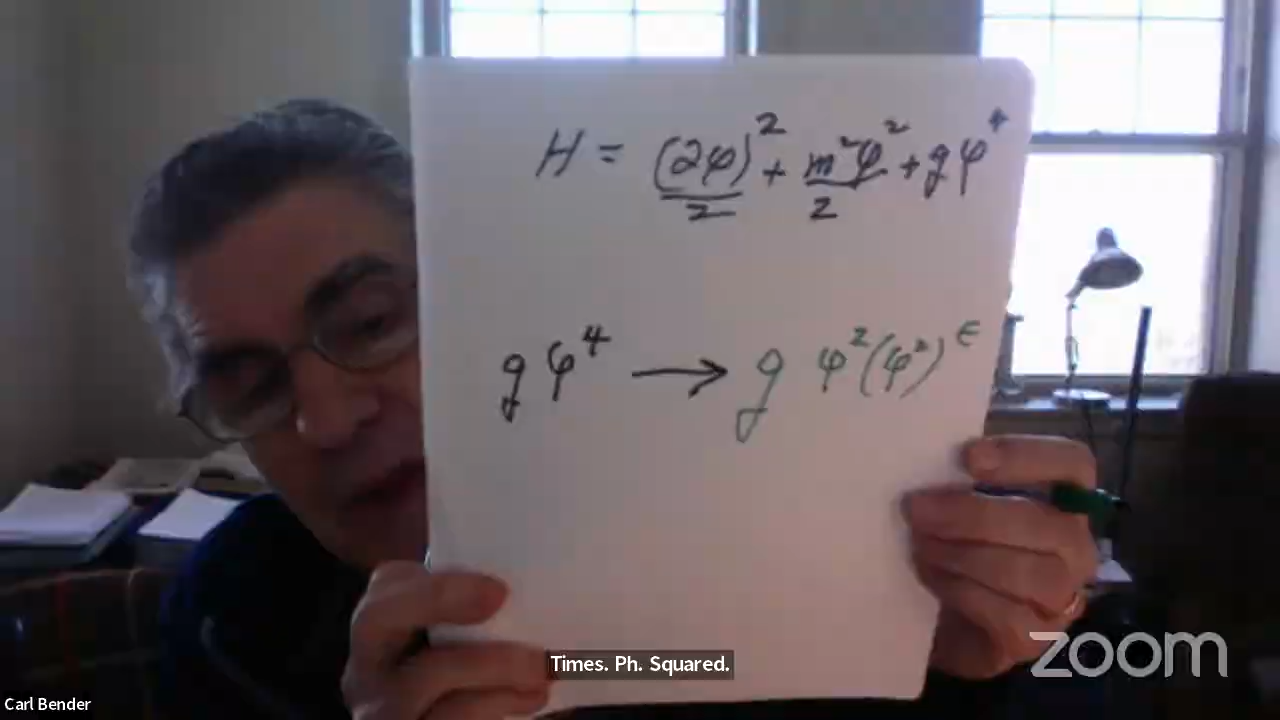 H = (∂φ)²/2 + m²φ²/2 + gφ⁴
gφ⁴ → g φ²(φ²)^ε
Times. Ph. Squared.
zoom
Carl Bender